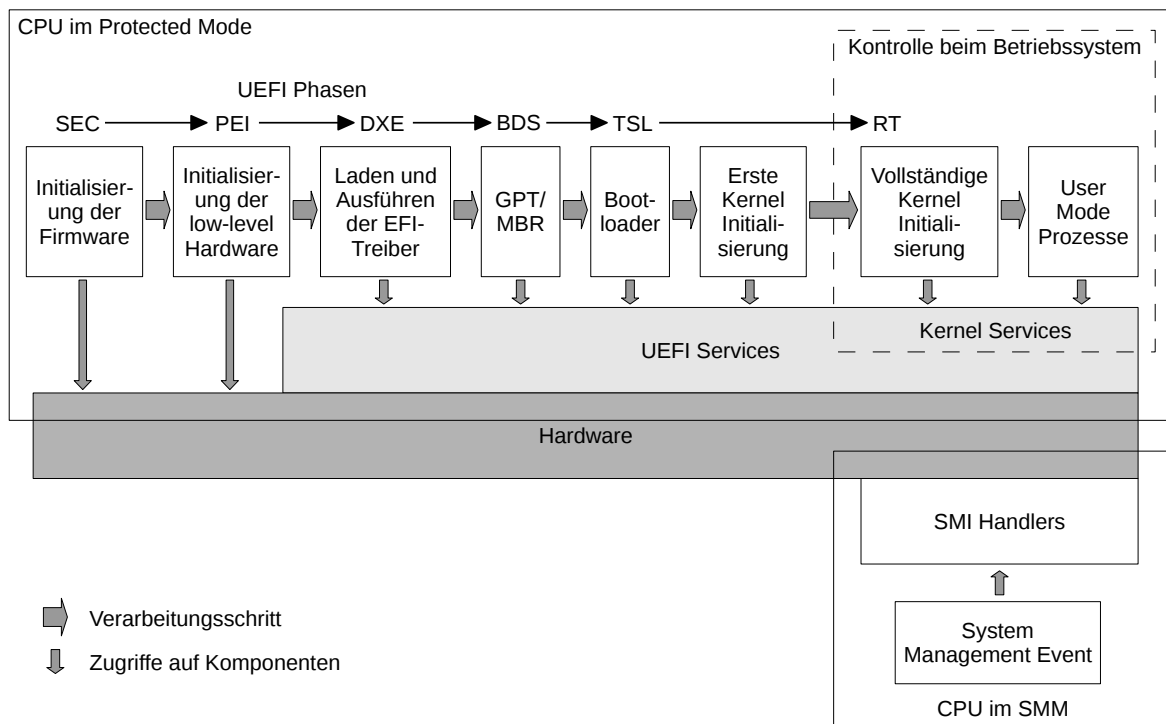 CPU im Protected Mode
Kontrolle beim Betriebssystem
UEFI Phasen
SEC
PEI
DXE
BDS
TSL
RT
Initialisier-
ung der
Firmware
Initialisier-
ung der
low-level
Hardware
Laden und
Ausführen
der EFI-
Treiber
GPT/
MBR
Boot-
loader
Erste
Kernel
Initiali-
sierung
Vollständige
Kernel
Initiali-
sierung
User
Mode
Prozesse
Kernel Services
UEFI Services
Hardware
SMI Handlers
Verarbeitungsschritt
Zugriffe auf Komponenten
System
Management Event
CPU im SMM